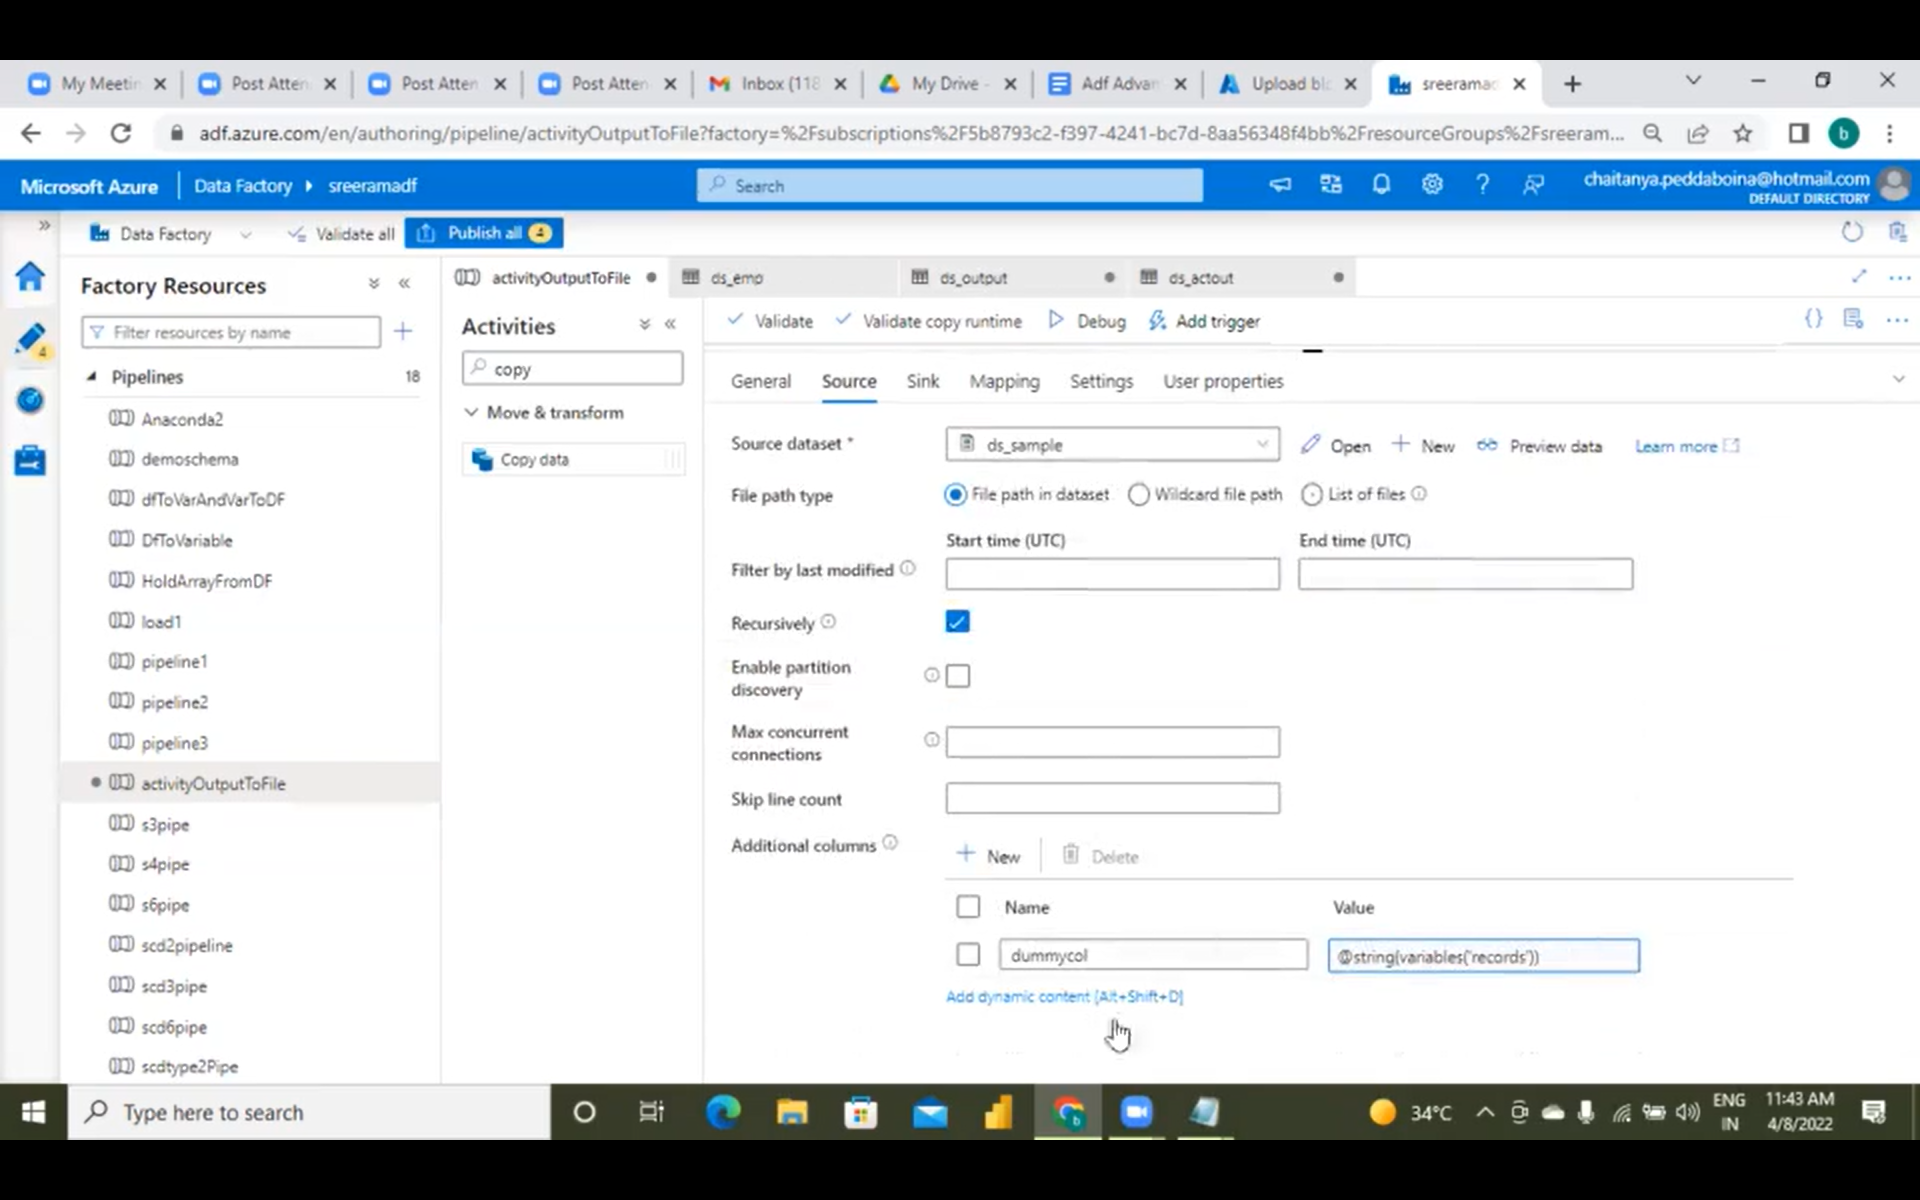 My Meetin
Post Atten
Post Atten
Post Atten
Inbox (118
My Drive -
Adf Advan
Upload blo
sreeramad
adf.azure.com/en/authoring/pipeline/activityOutputToFile?factory=%2Fsubscriptions%2F5b8793c2-f397-4241-bc7d-8aa56348f4bb%2FresourceGroups%2Fsreeram...
b
Microsoft Azure
Data Factory
sreeramadf
Search
chaitanya.peddaboina@hotmail.com
DEFAULT DIRECTORY
Data Factory
Validate all
Publish all 4
4
Factory Resources
Filter resources by name
Pipelines 18
Anaconda2
demoschema
dfToVarAndVarToDF
DfToVariable
HoldArrayFromDF
load1
pipeline1
pipeline2
pipeline3
activityOutputToFile
s3pipe
s4pipe
s6pipe
scd2pipeline
scd3pipe
scd6pipe
scdtype2Pipe
activityOutputToFile
ds_emp
ds_output
ds_actout
Activities
copy
Move & transform
Copy data
Validate
Validate copy runtime
Debug
Add trigger
General
Source
Sink
Mapping
Settings
User properties
Source dataset *
ds_sample
Open
New
Preview data
Learn more
File path type
File path in dataset
Wildcard file path
List of files
Start time (UTC)
End time (UTC)
Filter by last modified
Recursively
Enable partition
discovery
Max concurrent
connections
Skip line count
Additional columns
New
Delete
Name
Value
dummycol
@string(variables('records'))
Add dynamic content [Alt+Shift+D]
Type here to search
34°C
ENG
IN
11:43 AM
4/8/2022